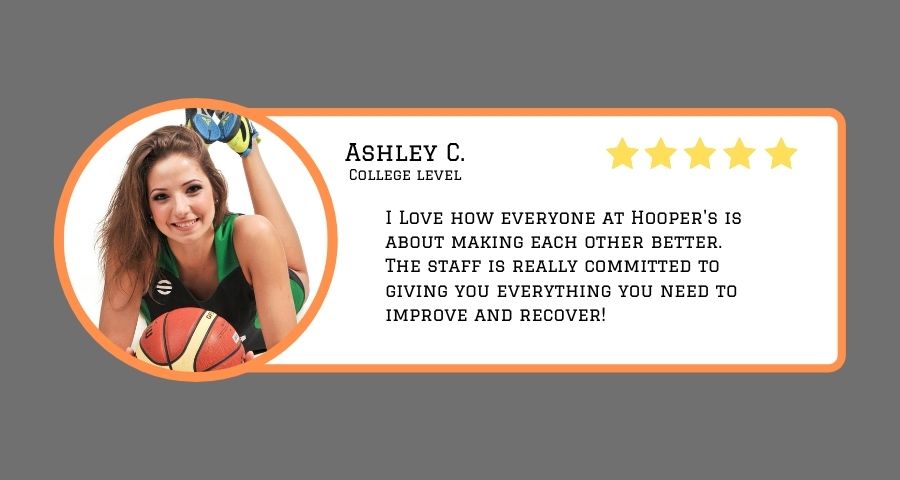 Ashley C.
College level
I Love how everyone at Hooper's is
about making each other better.
The staff is really committed to
giving you everything you need to
improve and recover!